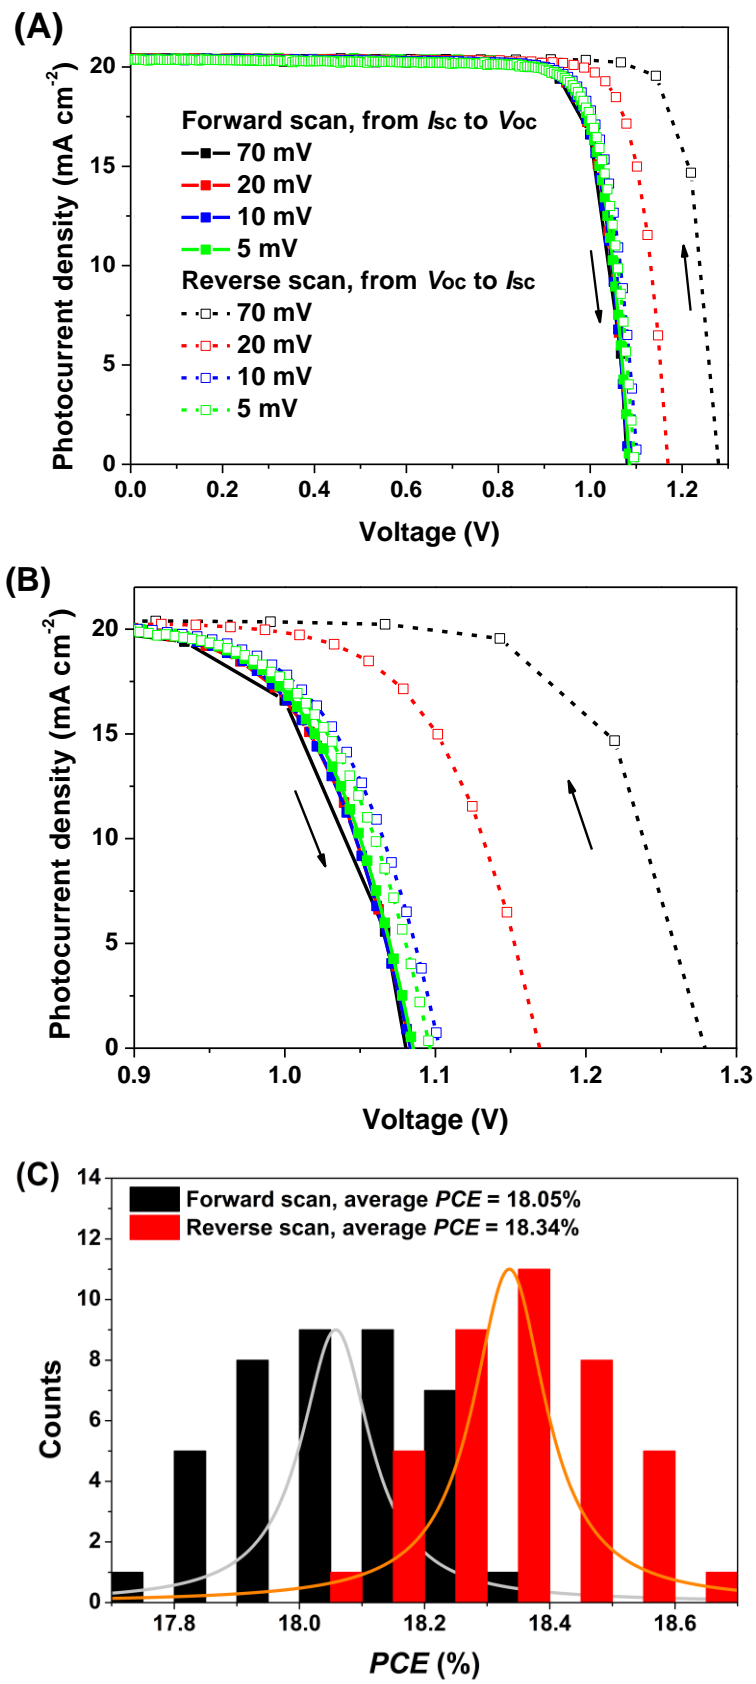 (A)
20
15
10
5
0
Photocurrent density (mA cm⁻²)
Forward scan, from Isc to Voc
70 mV
20 mV
10 mV
5 mV
Reverse scan, from Voc to Isc
70 mV
20 mV
10 mV
5 mV
0.0 0.2 0.4 0.6 0.8 1.0 1.2
Voltage (V)
(B)
20
15
10
5
0
Photocurrent density (mA cm⁻²)
0.9 1.0 1.1 1.2 1.3
Voltage (V)
(C)
14
12
10
8
6
4
2
0
Counts
Forward scan, average PCE = 18.05%
Reverse scan, average PCE = 18.34%
17.8 18.0 18.2 18.4 18.6
PCE (%)